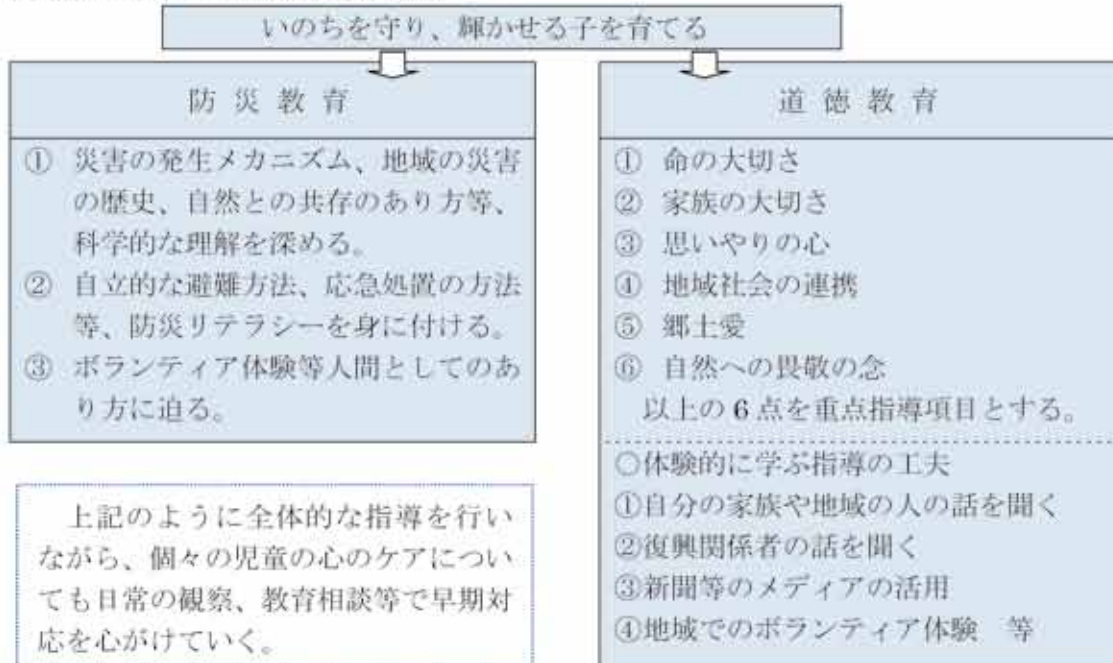 いのちを守り、輝かせる子を育てる
防 災 教 育
① 災害の発生メカニズム、地域の災害
の歴史、自然との共存のあり方等、
科学的な理解を深める。
② 自立的な避難方法、応急処置の方法
等、防災リテラシーを身に付ける。
③ ボランティア体験等人間としてのあ
り方に迫る。
上記のように全体的な指導を行い
ながら、個々の児童の心のケアについ
ても日常の観察、教育相談等で早期対
応を心がけていく。
道 徳 教 育
① 命の大切さ
② 家族の大切さ
③ 思いやりの心
④ 地域社会の連携
⑤ 郷土愛
⑥ 自然への畏敬の念
以上の6点を重点指導項目とする。
○体験的に学ぶ指導の工夫
①自分の家族や地域の人の話を聞く
②復興関係者の話を聞く
③新聞等のメディアの活用
④地域でのボランティア体験 等